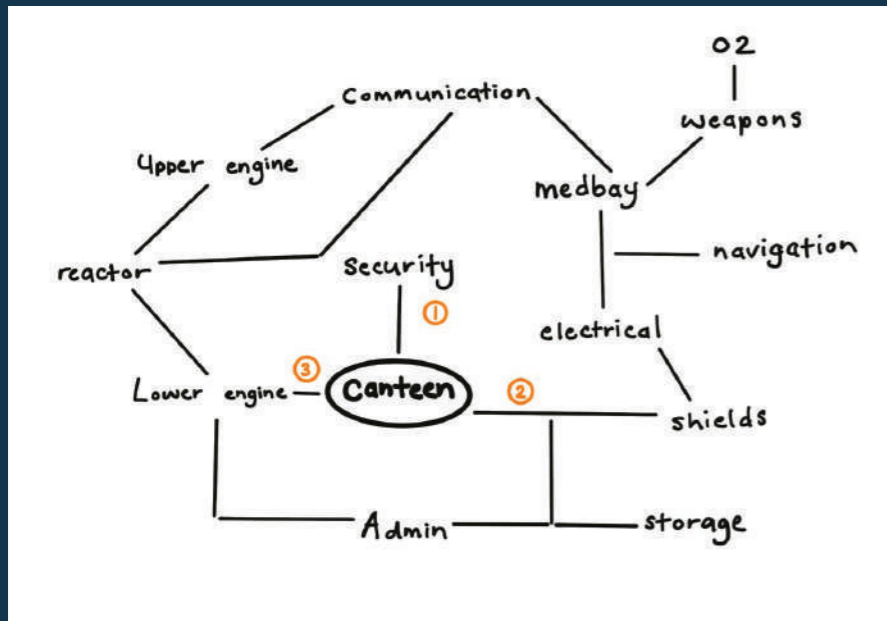 O2
Communication
weapons
Upper engine
medbay
reactor
Security
navigation
①
electrical
Lower engine
③
Canteen
②
shields
Admin
storage